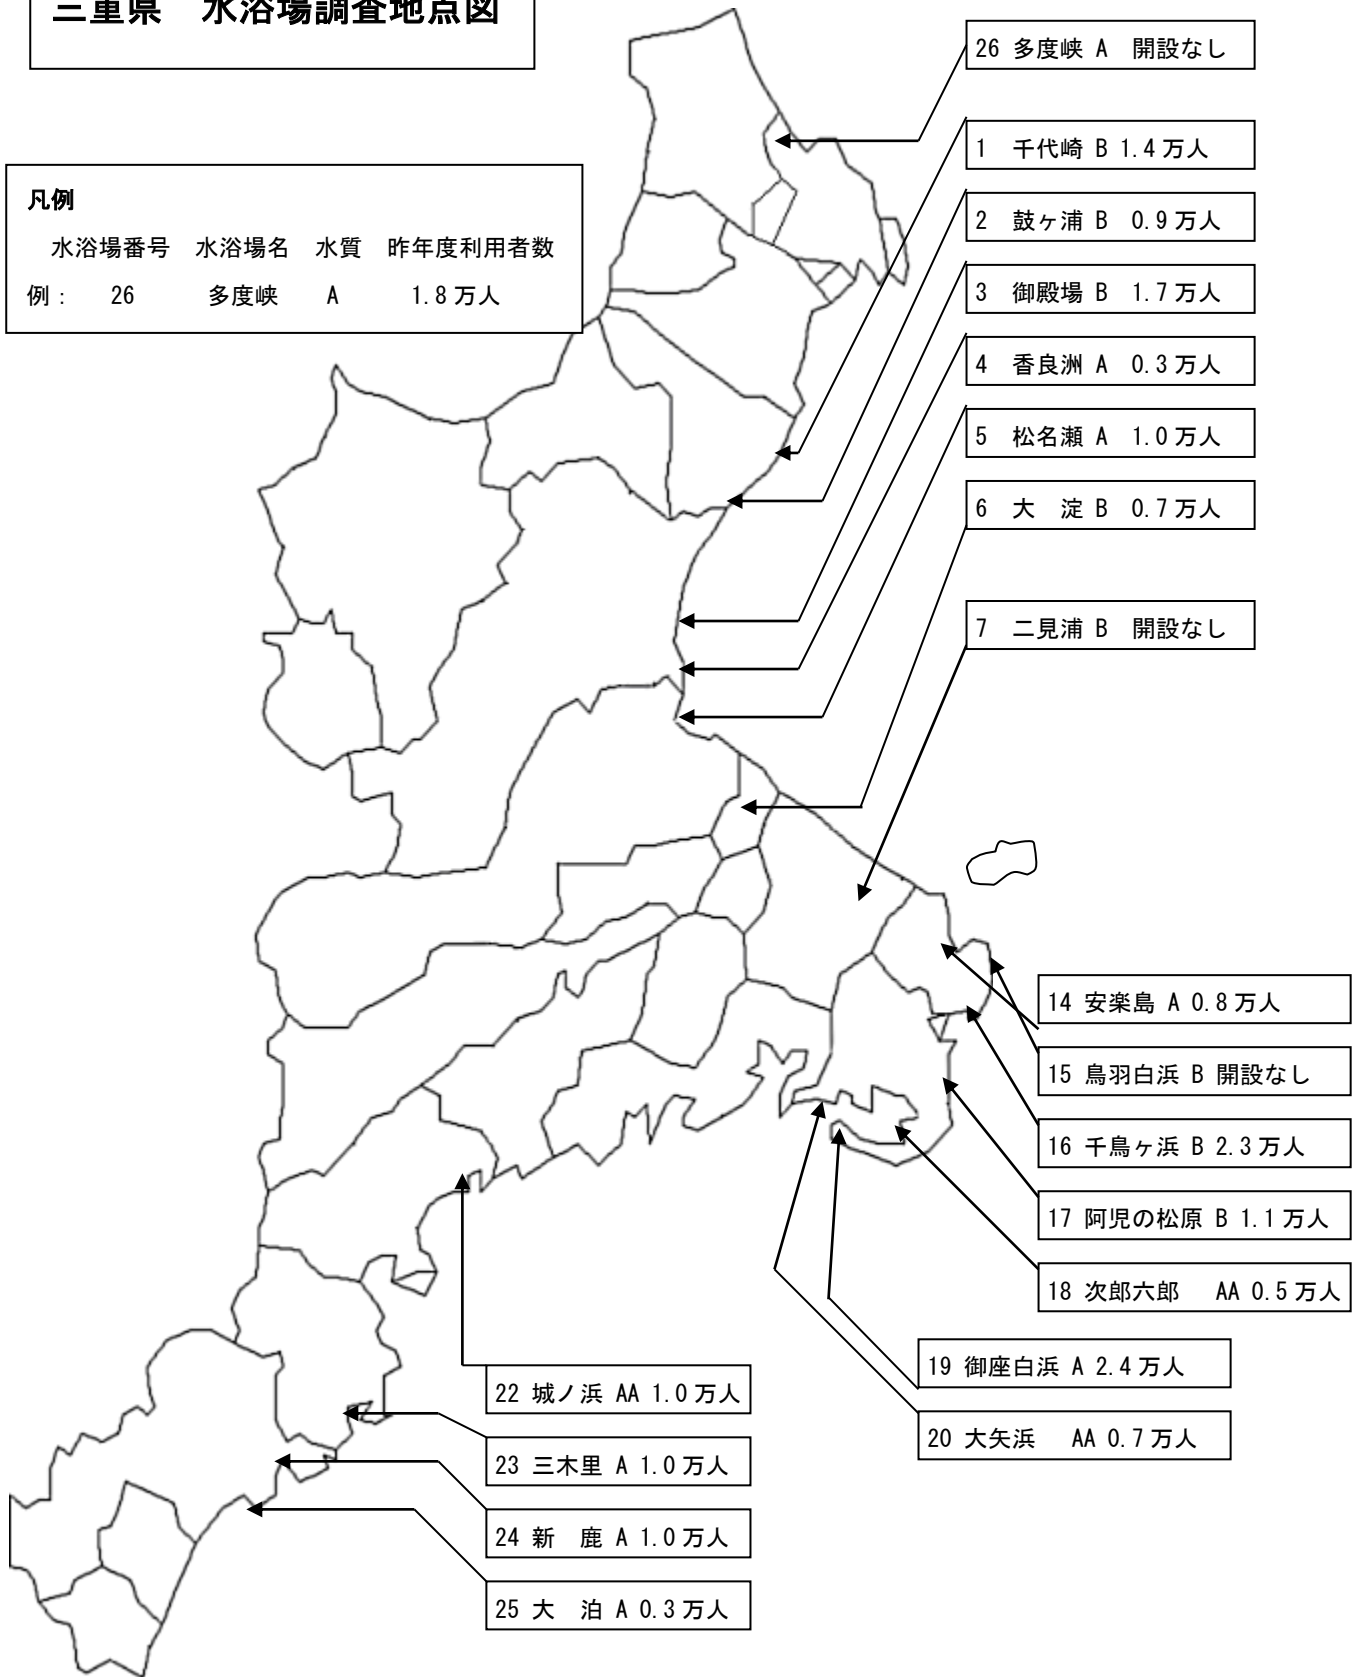 三重県　水浴場調査地点図
凡例
水浴場番号　水浴場名　水質　昨年度利用者数
例：　26　多度峡　A　1.8万人
26 多度峡 A　開設なし
1　千代崎 B 1.4万人
2　鼓ヶ浦 B　0.9万人
3　御殿場 B　1.7万人
4　香良洲 A　0.3万人
5　松名瀬 A　1.0万人
6　大　淀 B　0.7万人
7　二見浦 B　開設なし
14 安楽島 A 0.8万人
15 鳥羽白浜 B 開設なし
16 千鳥ヶ浜 B 2.3万人
17 阿児の松原 B 1.1万人
18 次郎六郎　AA 0.5万人
19 御座白浜 A 2.4万人
20 大矢浜　AA 0.7万人
22 城ノ浜 AA 1.0万人
23 三木里 A 1.0万人
24 新　鹿 A 1.0万人
25 大　泊 A 0.3万人